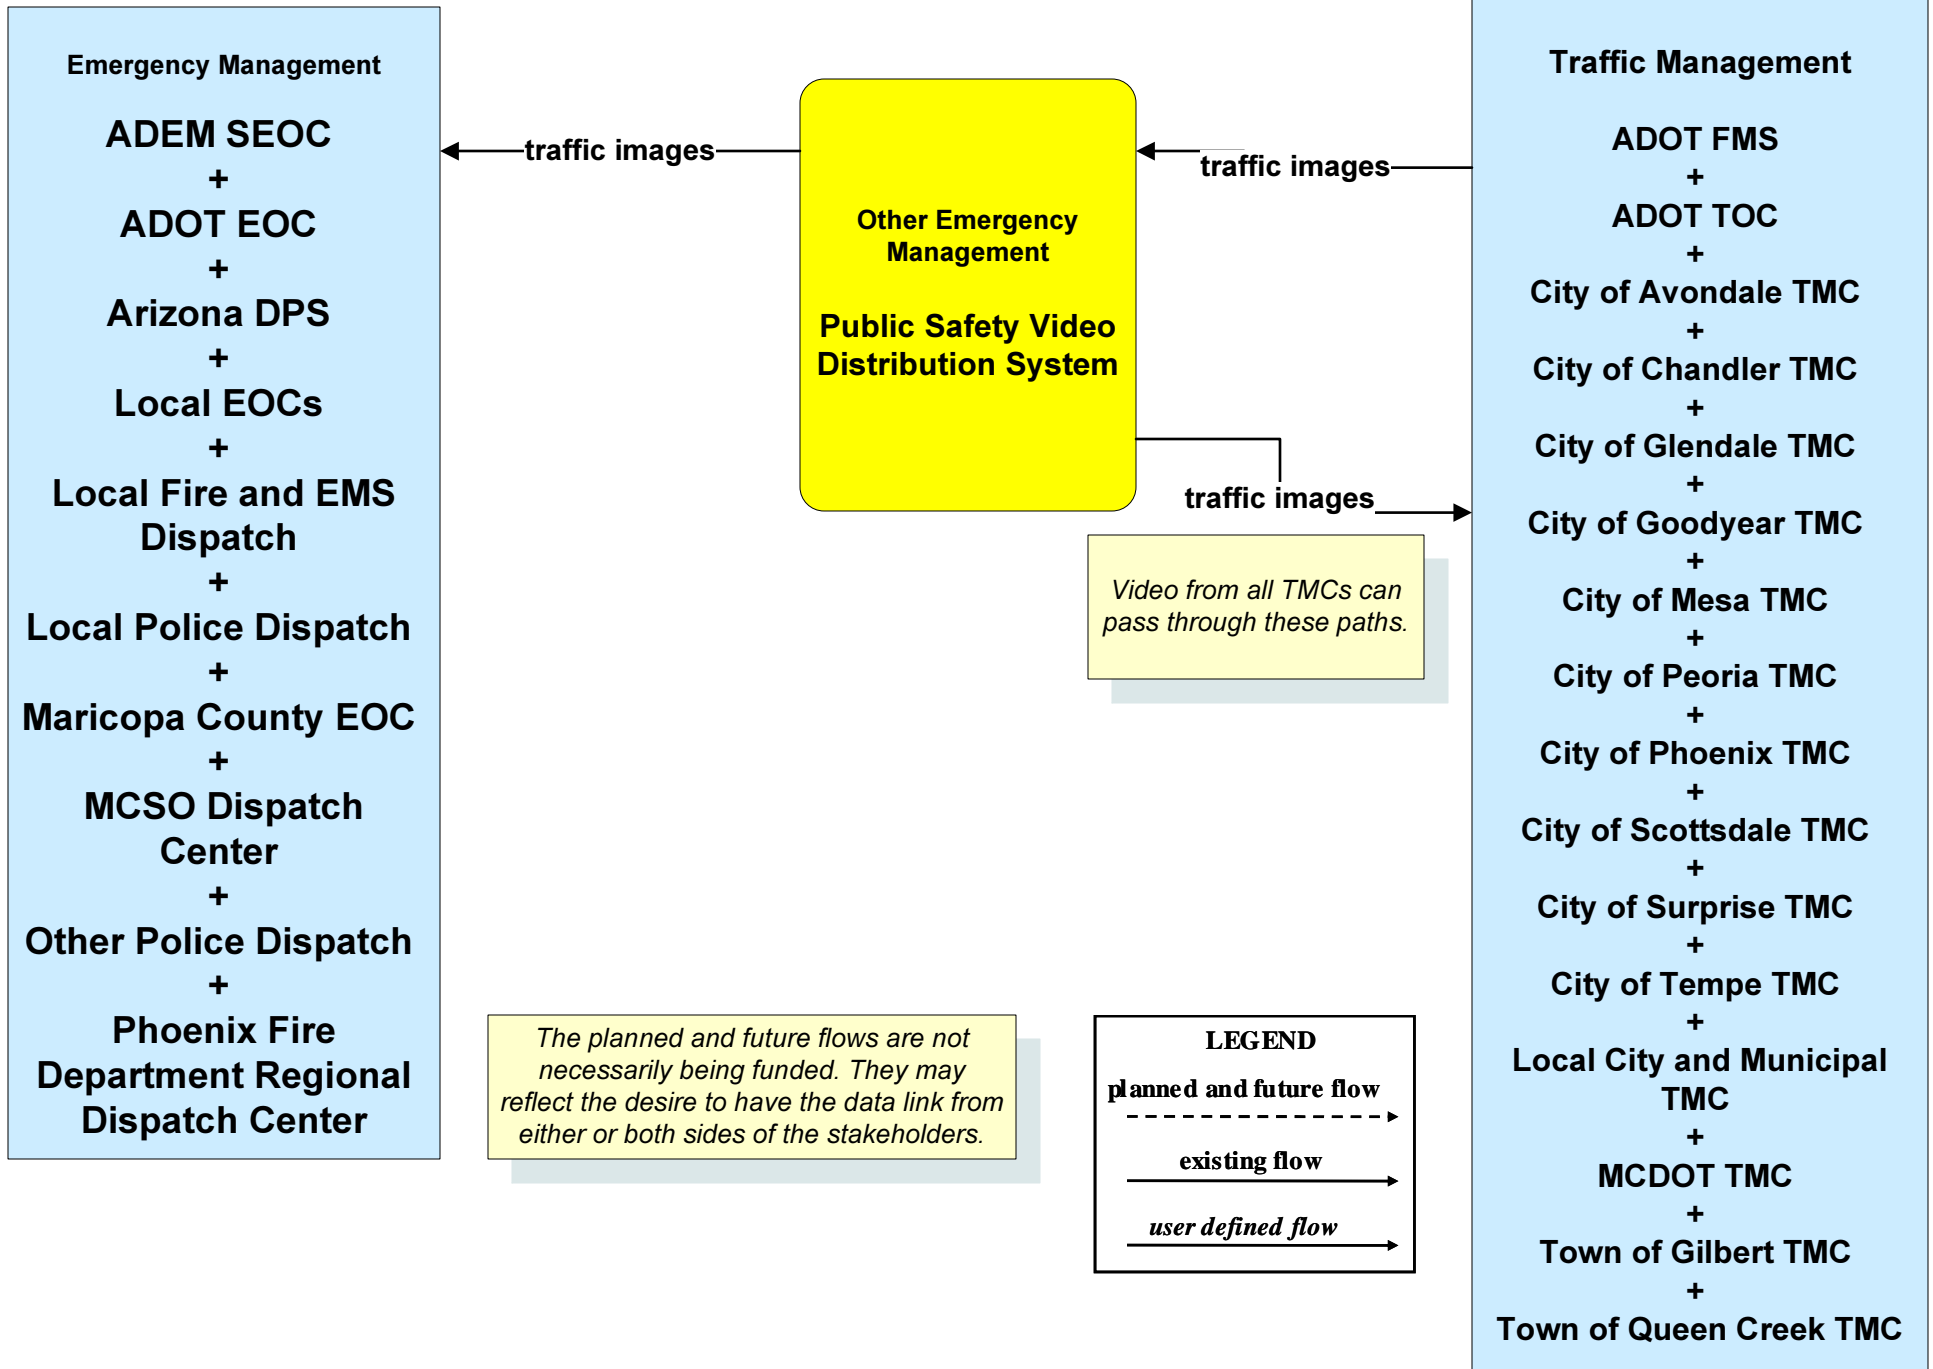 Emergency Management
ADEM SEOC
+
ADOT EOC
+
Arizona DPS
+
Local EOCs
+
Local Fire and EMS
Dispatch
+
Local Police Dispatch
+
Maricopa County EOC
+
MCSO Dispatch
Center
+
Other Police Dispatch
+
Phoenix Fire
Department Regional
Dispatch Center
traffic images
Other Emergency
Management
Public Safety Video
Distribution System
traffic images
traffic images
Video from all TMCs can
pass through these paths.
The planned and future flows are not
necessarily being funded. They may
reflect the desire to have the data link from
either or both sides of the stakeholders.
LEGEND
planned and future flow
existing flow
user defined flow
Traffic Management
ADOT FMS
+
ADOT TOC
+
City of Avondale TMC
+
City of Chandler TMC
+
City of Glendale TMC
+
City of Goodyear TMC
+
City of Mesa TMC
+
City of Peoria TMC
+
City of Phoenix TMC
+
City of Scottsdale TMC
+
City of Surprise TMC
+
City of Tempe TMC
+
Local City and Municipal
TMC
+
MCDOT TMC
+
Town of Gilbert TMC
+
Town of Queen Creek TMC